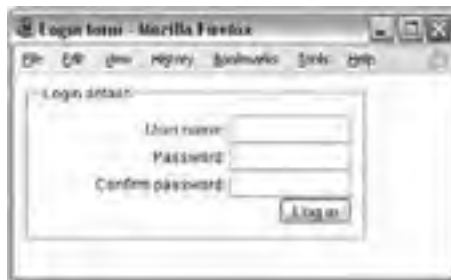 Login form - Mozilla Firefox
File Edit View History Bookmarks Tools Help
Login details
User name:
Password:
Confirm password:
Log in